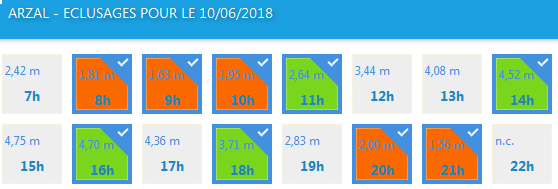 ARZAL - ECLUSAGES POUR LE 10/06/2018
2,42 m 1,81 m 1,63 m 1,95 m 2,64 m 3,44 m 4,08 m 4,52 m
7h 8h 9h 10h 11h 12h 13h 14h
4,75 m 4,70 m 4,36 m 3,71 m 2,83 m 2,00 m 1,56 m n.c.
15h 16h 17h 18h 19h 20h 21h 22h